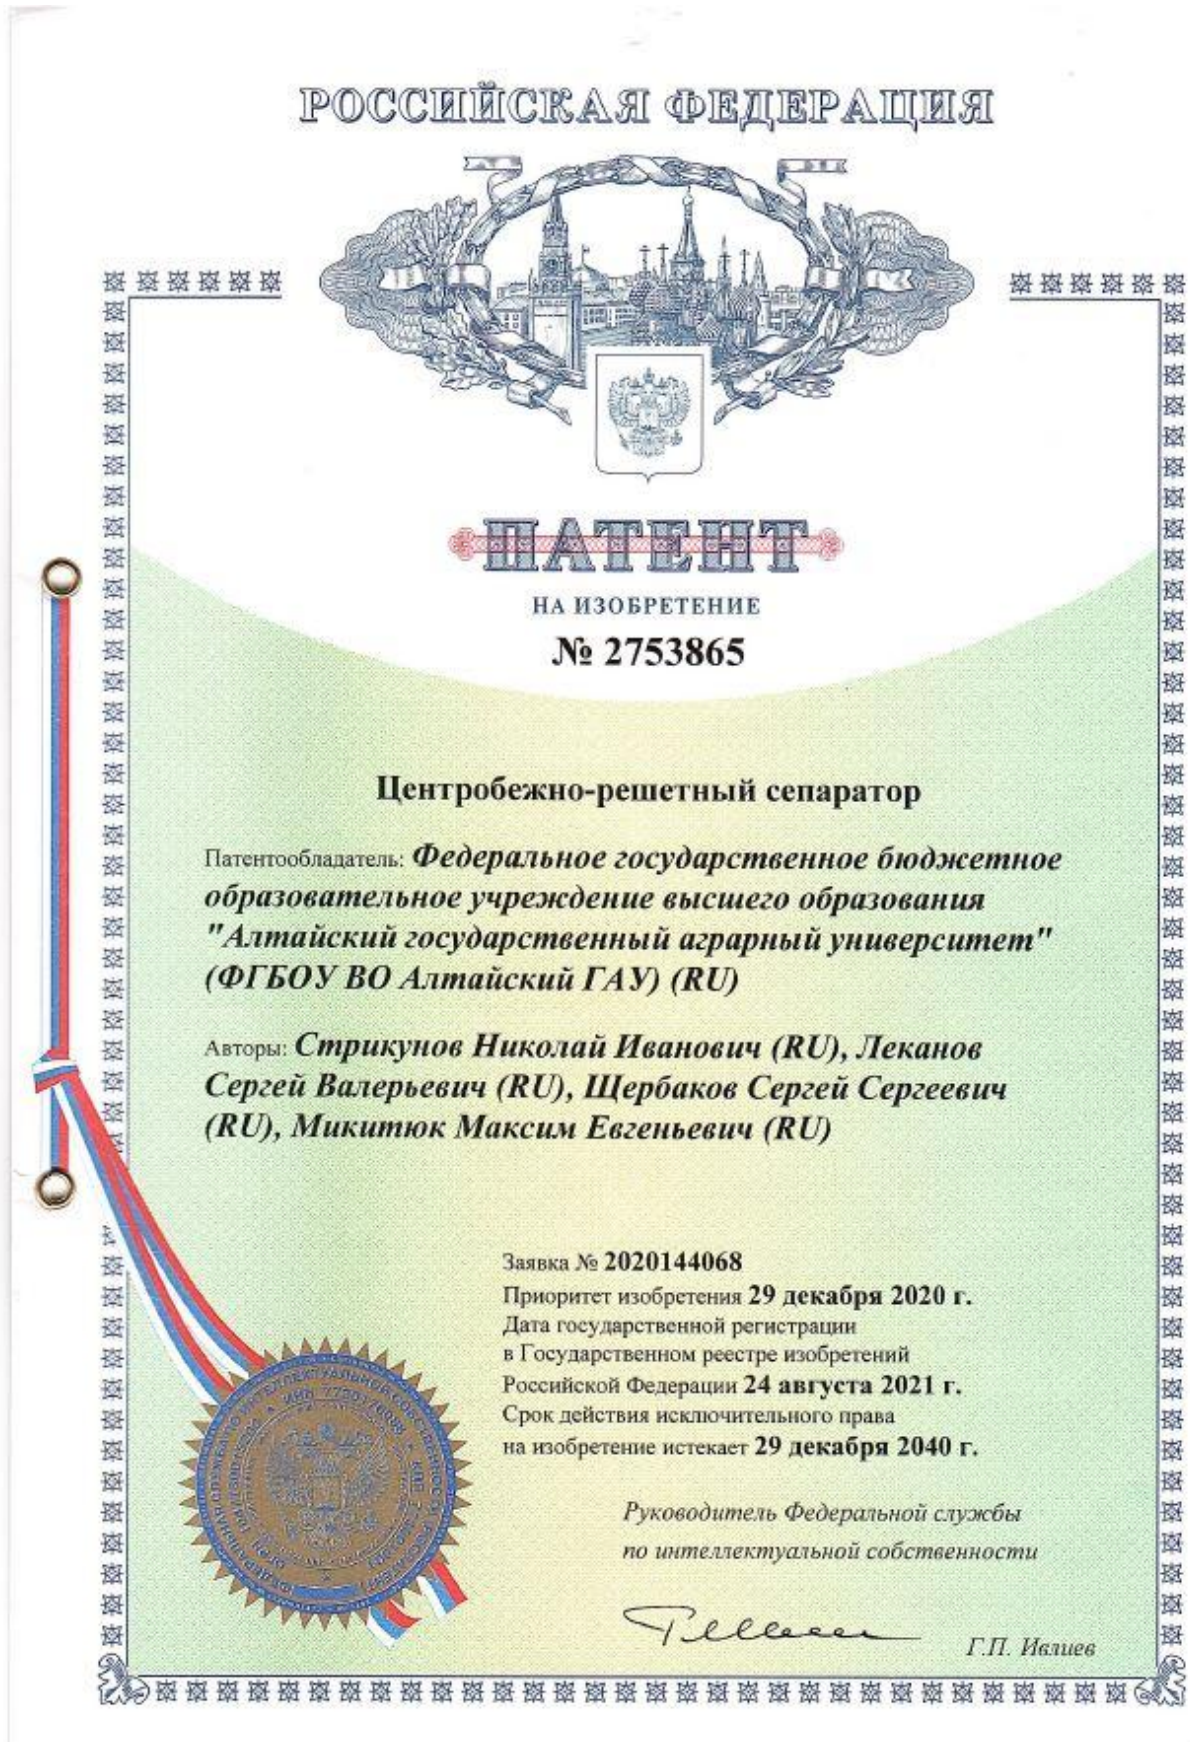 РОССИЙСКАЯ ФЕДЕРАЦИЯ
ПАТЕНТ
НА ИЗОБРЕТЕНИЕ
№ 2753865
Центробежно-решетный сепаратор
Патентообладатель: Федеральное государственное бюджетное
образовательное учреждение высшего образования
"Алтайский государственный аграрный университет"
(ФГБОУ ВО Алтайский ГАУ) (RU)
Авторы: Стрикунов Николай Иванович (RU), Леканов
Сергей Валерьевич (RU), Щербаков Сергей Сергеевич
(RU), Микитюк Максим Евгеньевич (RU)
Заявка № 2020144068
Приоритет изобретения 29 декабря 2020 г.
Дата государственной регистрации
в Государственном реестре изобретений
Российской Федерации 24 августа 2021 г.
Срок действия исключительного права
на изобретение истекает 29 декабря 2040 г.
Руководитель Федеральной службы
по интеллектуальной собственности
Г.П. Ивлиев